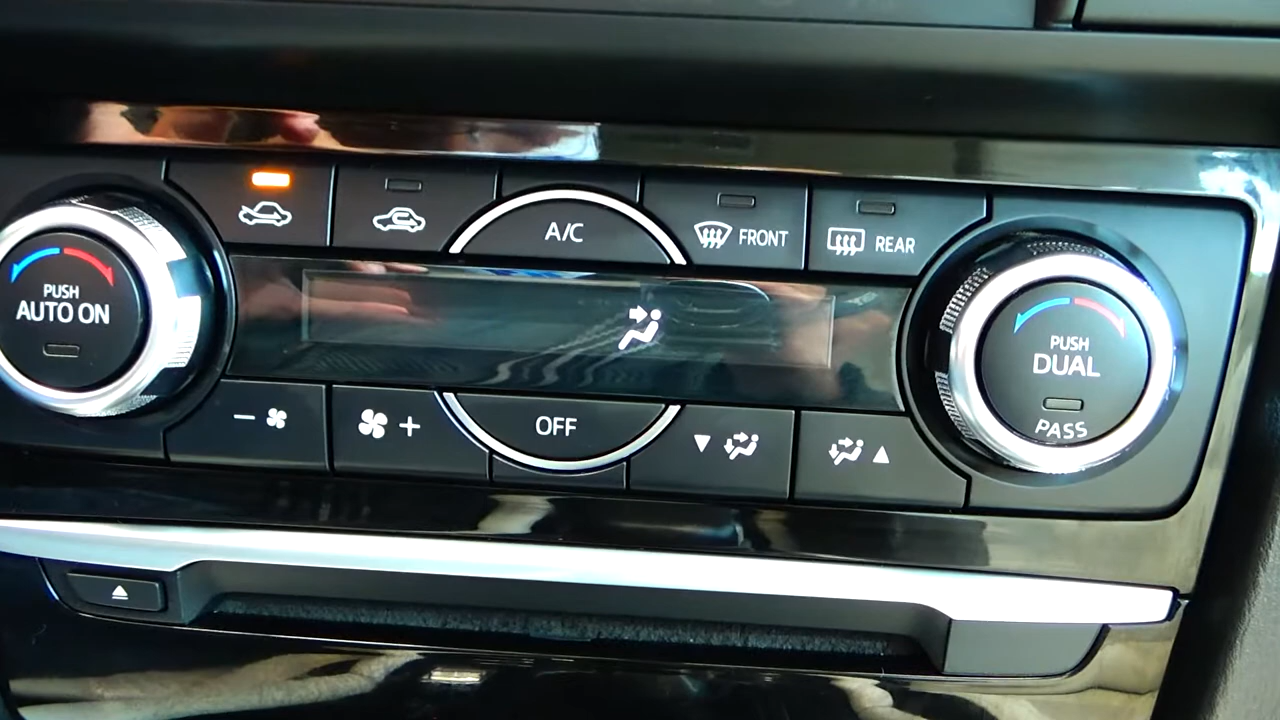 A/C
FRONT
REAR
PUSH
AUTO ON
PUSH
DUAL
PASS
OFF